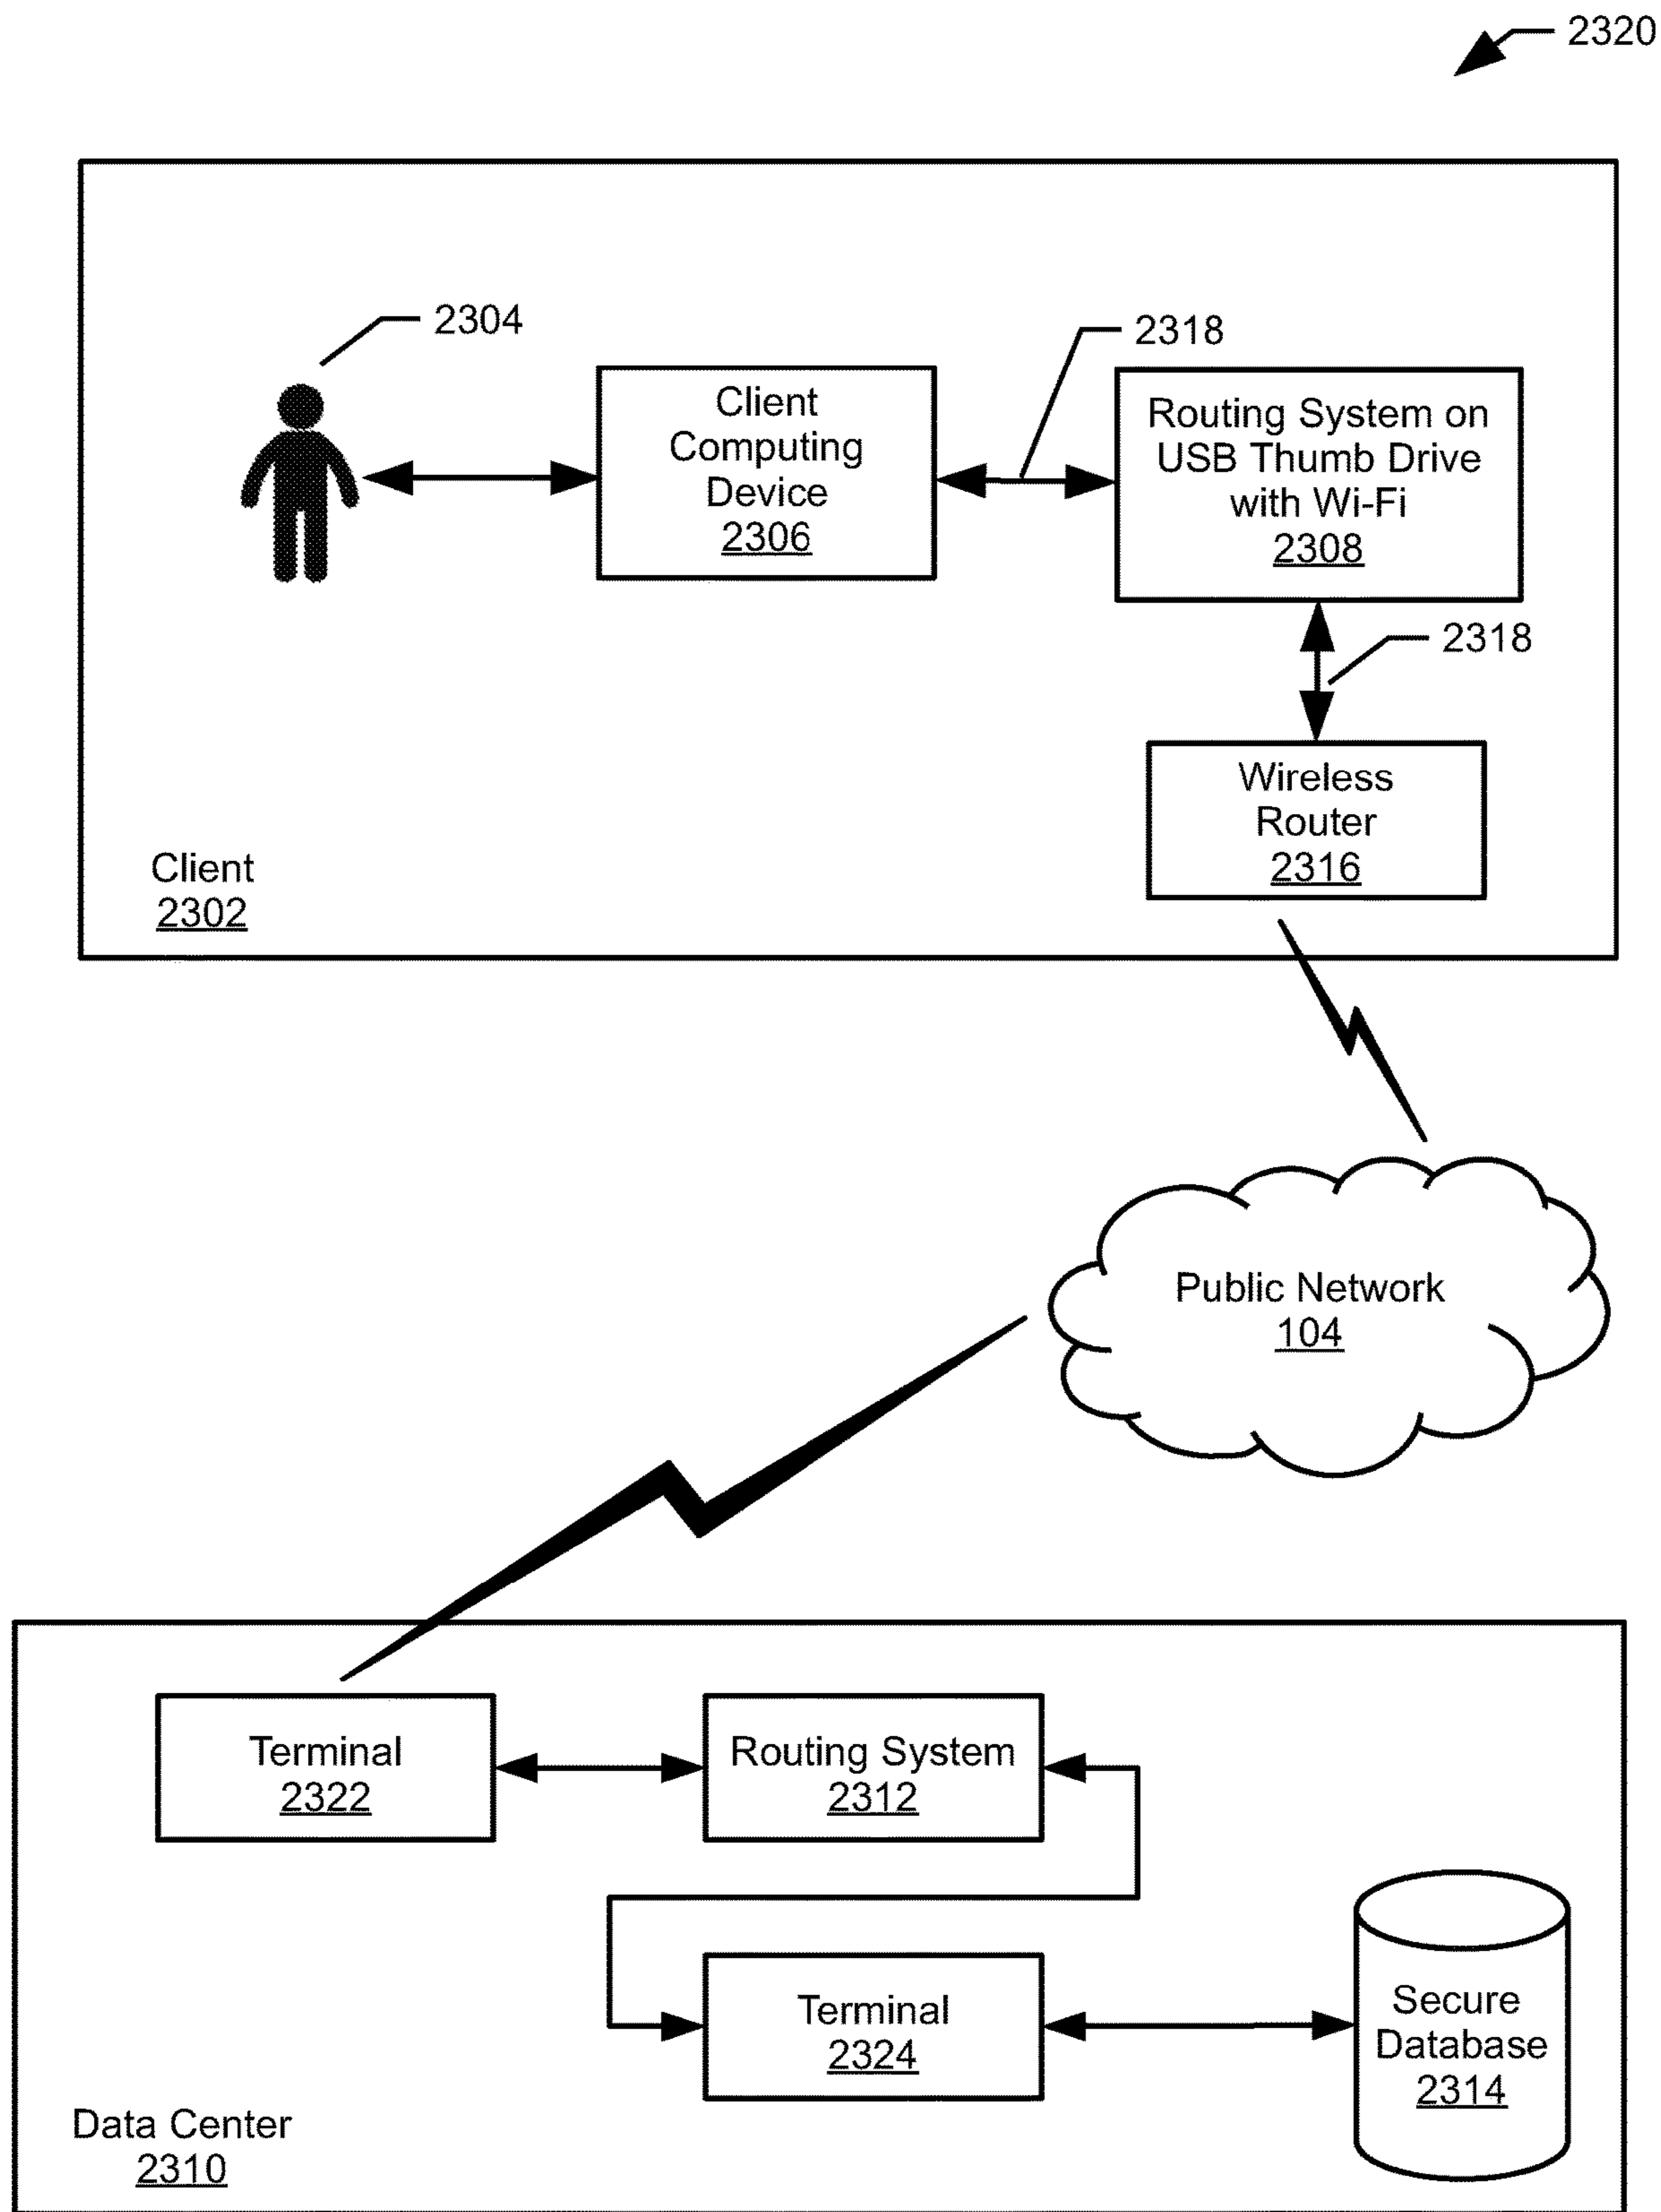 2320
2304
2318
Client
Computing
Device
2306
Routing System on
USB Thumb Drive
with Wi-Fi
2308
2318
Wireless
Router
2316
Client
2302
Public Network
104
Terminal
2322
Routing System
2312
Terminal
2324
Secure
Database
2314
Data Center
2310